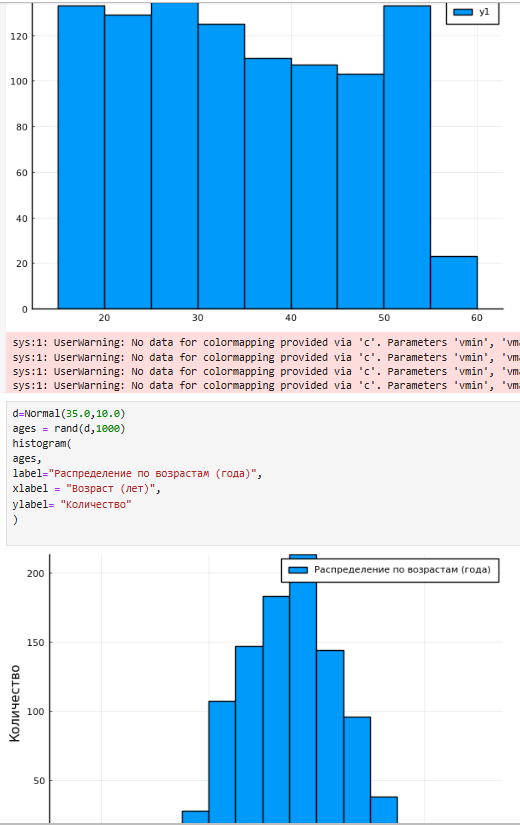 y1
120
100
80
60
40
20
0
20 30 40 50 60
sys:1: UserWarning: No data for colormapping provided via 'c'. Parameters 'vmin', 'vma
sys:1: UserWarning: No data for colormapping provided via 'c'. Parameters 'vmin', 'vma
sys:1: UserWarning: No data for colormapping provided via 'c'. Parameters 'vmin', 'vma
sys:1: UserWarning: No data for colormapping provided via 'c'. Parameters 'vmin', 'vma
d=Normal(35.0,10.0)
ages = rand(d,1000)
histogram(
ages,
label="Распределение по возрастам (года)",
xlabel = "Возраст (лет)",
ylabel= "Количество"
)
Распределение по возрастам (года)
200
150
100
50
Количество